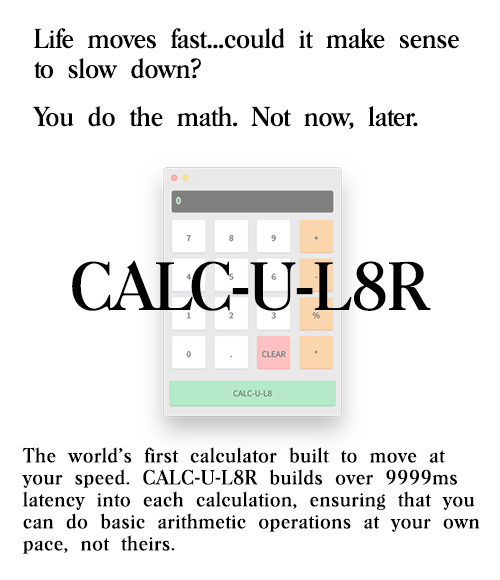 Life moves fast...could it make sense
to slow down?
You do the math. Not now, later.
0
7 8 9 +
CALC-U-L8R
4 5 6 -
1 2 3 %
0 . CLEAR *
CALC-U-L8
The world's first calculator built to move at
your speed. CALC-U-L8R builds over 9999ms
latency into each calculation, ensuring that you
can do basic arithmetic operations at your own
pace, not theirs.